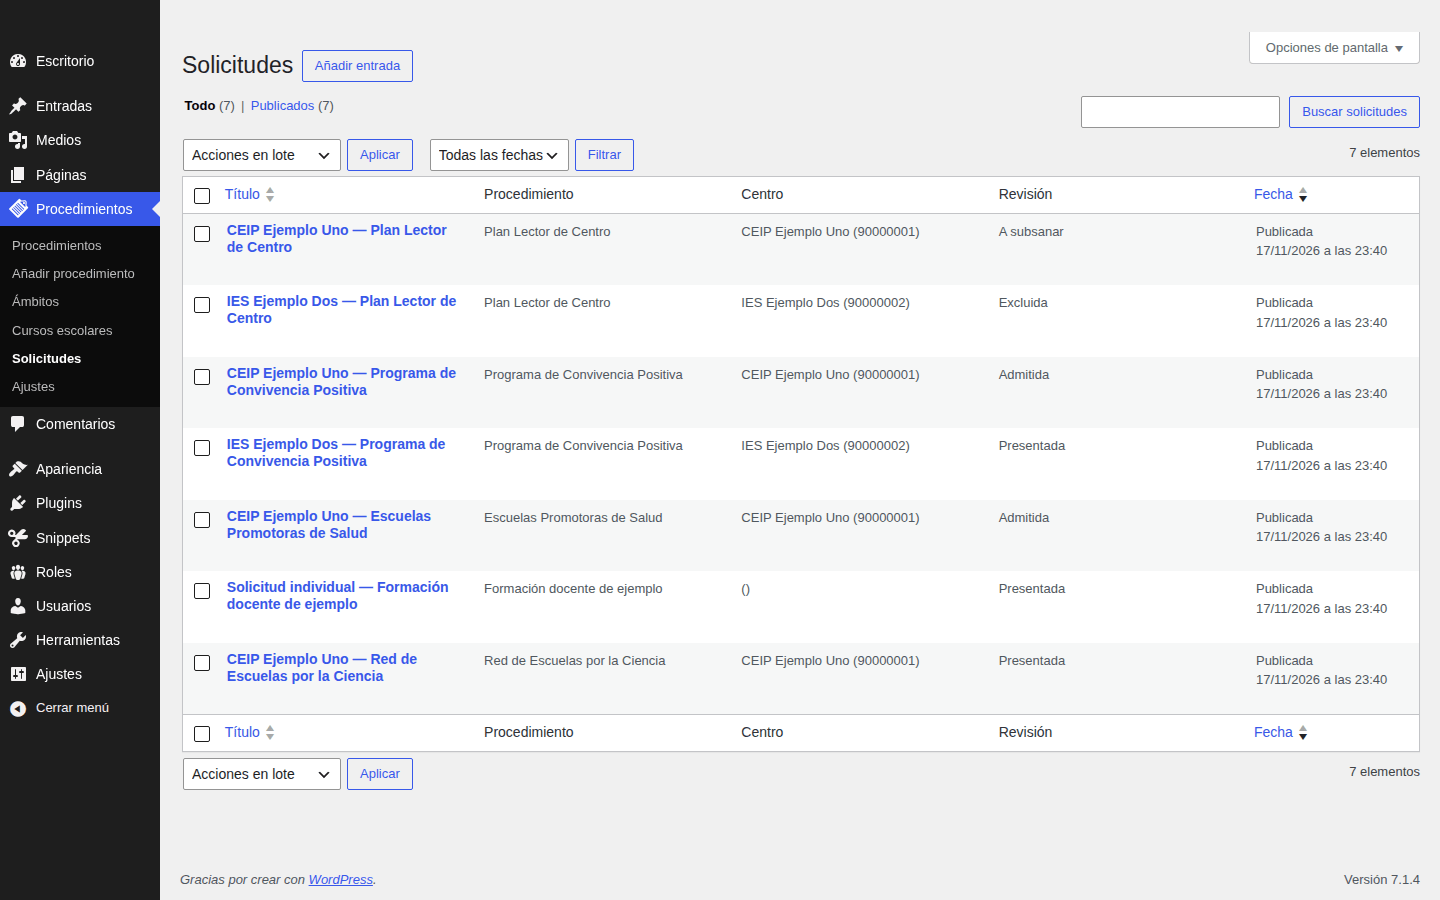 Escritorio
Entradas
Medios
Páginas
Procedimientos
Procedimientos
Añadir procedimiento
Ámbitos
Cursos escolares
Solicitudes
Ajustes
Comentarios
Apariencia
Plugins
Snippets
Roles
Usuarios
Herramientas
Ajustes
Cerrar menú
Opciones de pantalla
Solicitudes Añadir entrada
Todo (7) | Publicados (7)
Buscar solicitudes
Acciones en lote Aplicar Todas las fechas Filtrar 7 elementos
Título Procedimiento Centro Revisión Fecha
CEIP Ejemplo Uno — Plan Lector Plan Lector de Centro CEIP Ejemplo Uno (90000001) A subsanar Publicada
de Centro 17/11/2026 a las 23:40
IES Ejemplo Dos — Plan Lector de Plan Lector de Centro IES Ejemplo Dos (90000002) Excluida Publicada
Centro 17/11/2026 a las 23:40
CEIP Ejemplo Uno — Programa de Programa de Convivencia Positiva CEIP Ejemplo Uno (90000001) Admitida Publicada
Convivencia Positiva 17/11/2026 a las 23:40
IES Ejemplo Dos — Programa de Programa de Convivencia Positiva IES Ejemplo Dos (90000002) Presentada Publicada
Convivencia Positiva 17/11/2026 a las 23:40
CEIP Ejemplo Uno — Escuelas Escuelas Promotoras de Salud CEIP Ejemplo Uno (90000001) Admitida Publicada
Promotoras de Salud 17/11/2026 a las 23:40
Solicitud individual — Formación Formación docente de ejemplo () Presentada Publicada
docente de ejemplo 17/11/2026 a las 23:40
CEIP Ejemplo Uno — Red de Red de Escuelas por la Ciencia CEIP Ejemplo Uno (90000001) Presentada Publicada
Escuelas por la Ciencia 17/11/2026 a las 23:40
Título Procedimiento Centro Revisión Fecha
Acciones en lote Aplicar 7 elementos
Gracias por crear con WordPress. Versión 7.1.4